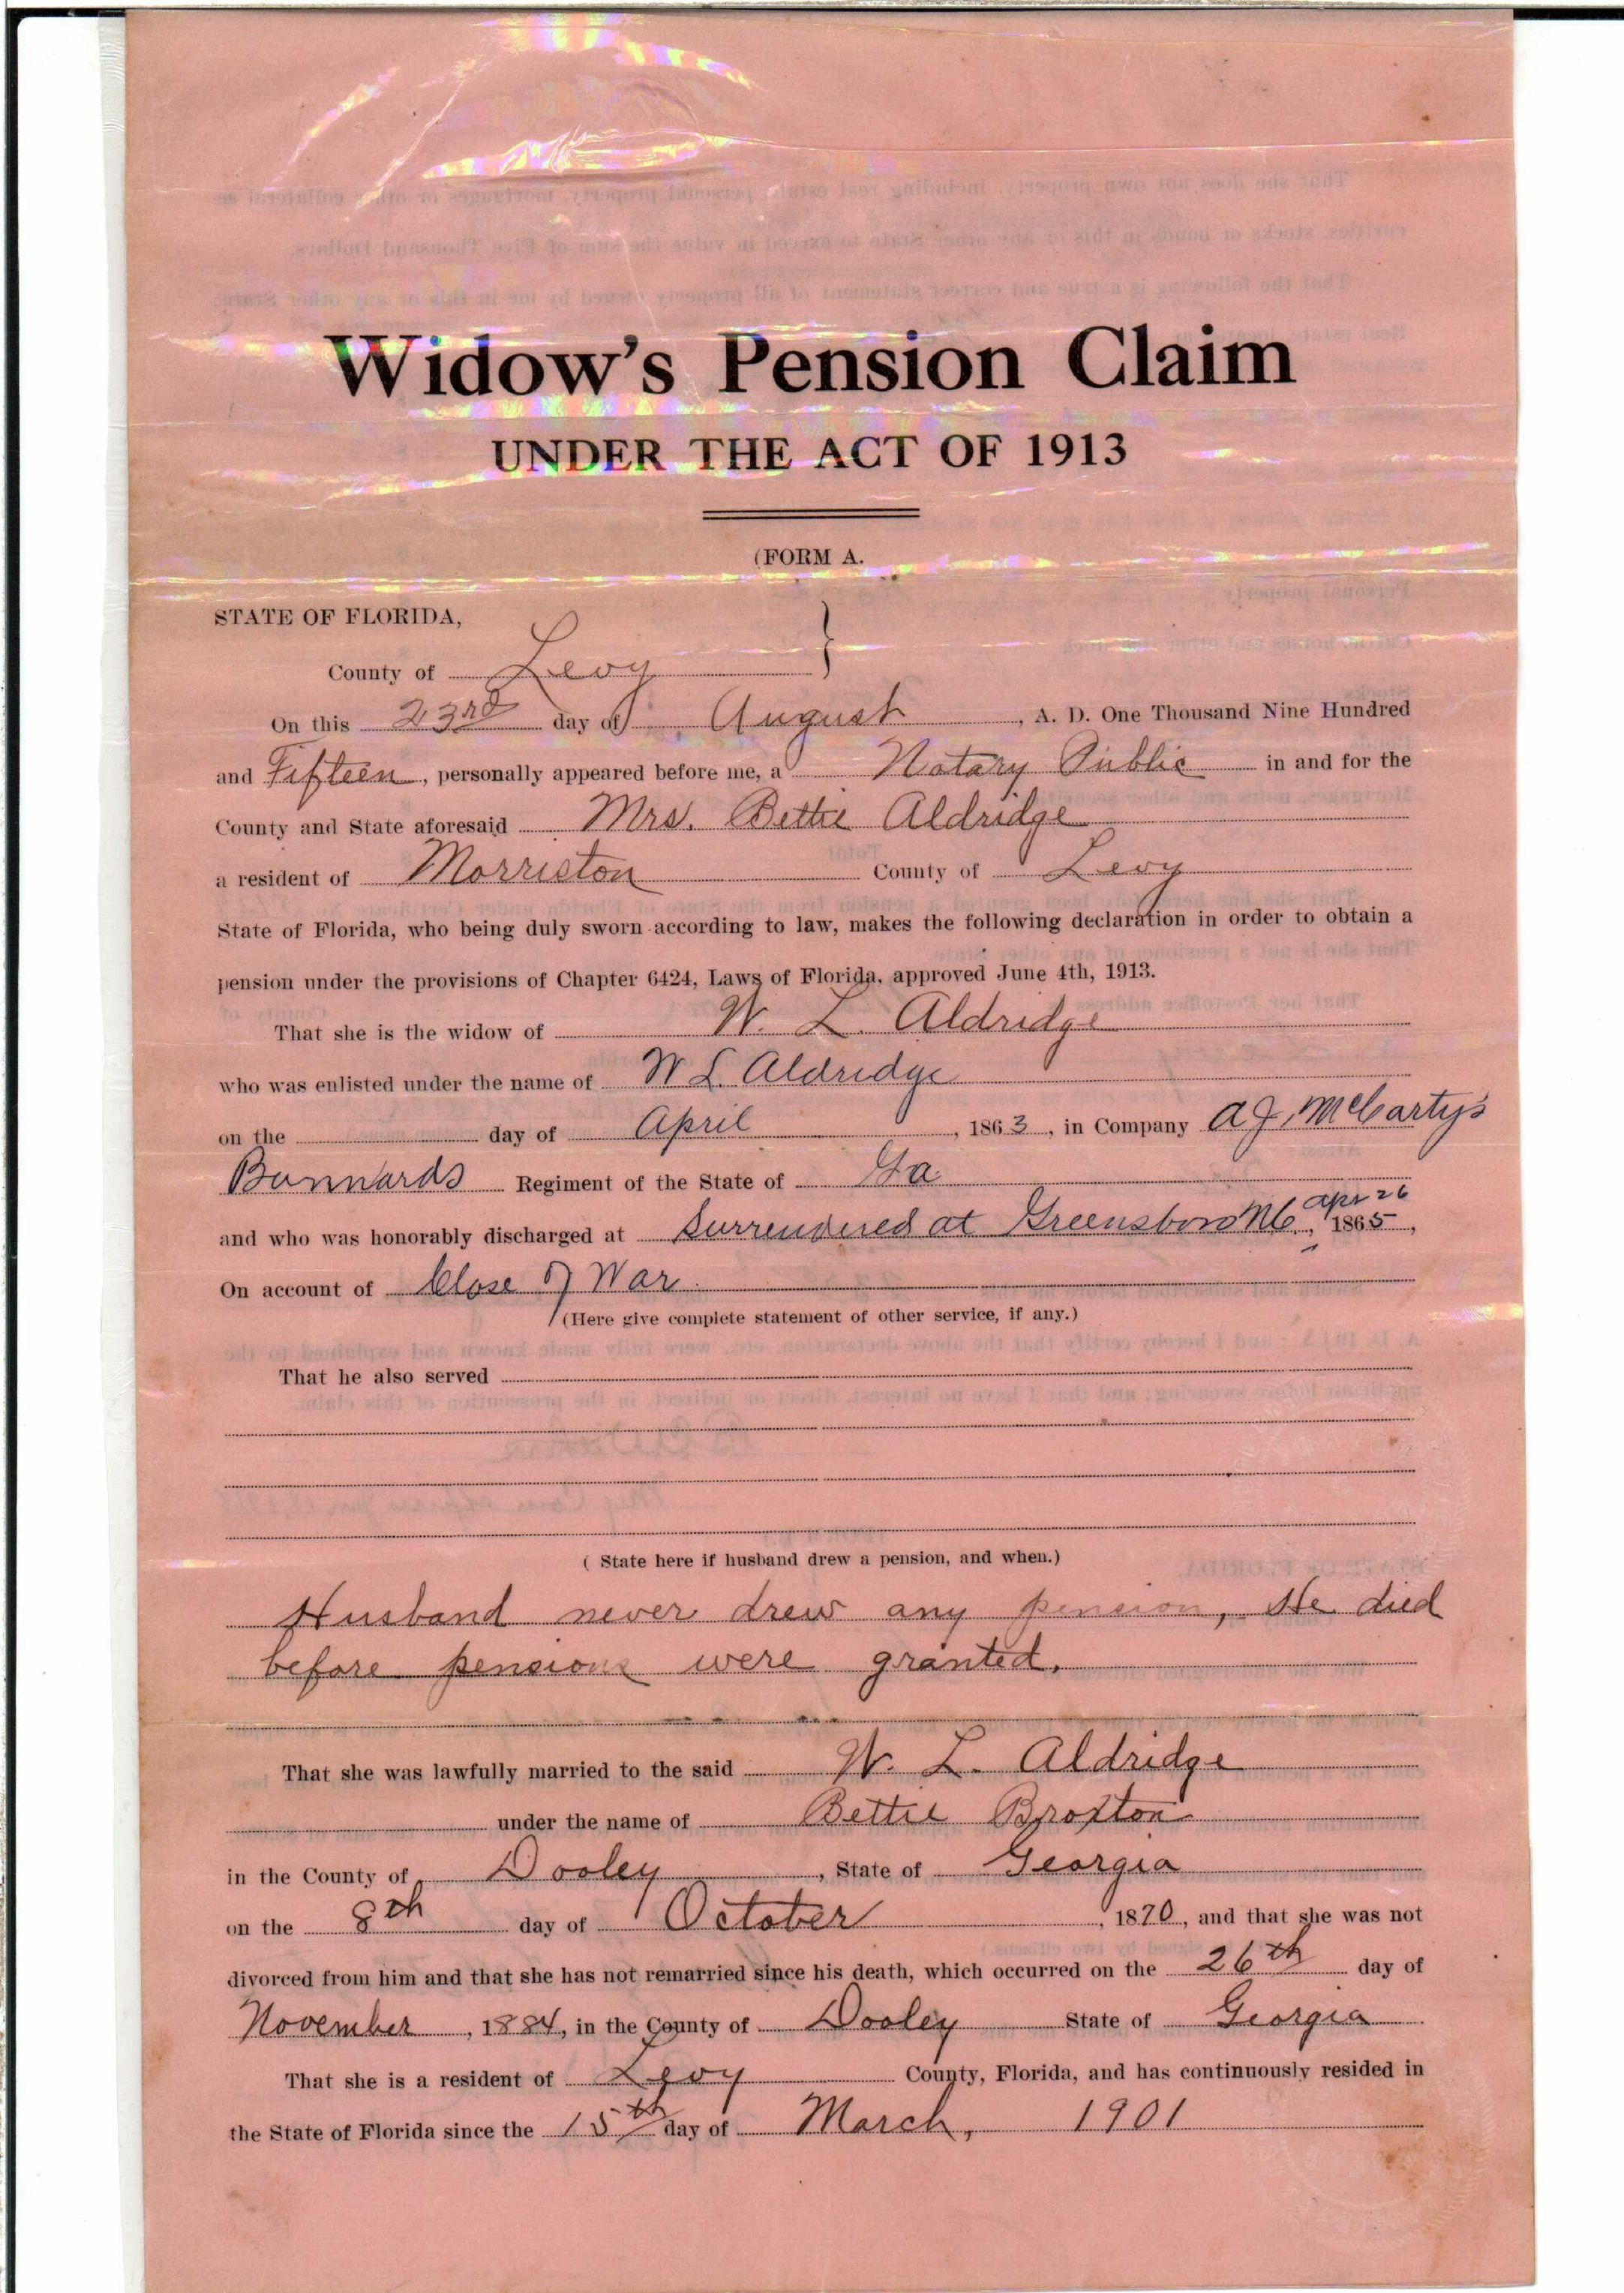 Widow's Pension Claim
UNDER THE ACT OF 1913
(FORM A.
STATE OF FLORIDA,
County of Levy }
On this 23rd day of August, A. D. One Thousand Nine Hundred
and Fifteen, personally appeared before me, a Notary Public in and for the
County and State aforesaid Mrs. Bettie Aldridge
a resident of Morriston County of Levy
State of Florida, who being duly sworn according to law, makes the following declaration in order to obtain a
pension under the provisions of Chapter 6424, Laws of Florida, approved June 4th, 1913.
That she is the widow of W. L. Aldridge
who was enlisted under the name of W L. Aldridge
on the day of April, 1863, in Company A J. McCarty's
Regiment of the State of Ga
and who was honorably discharged at Surrendered at Greensboro NC., Apr 26 1865,
On account of Close of War
(Here give complete statement of other service, if any.)
That he also served
( State here if husband drew a pension, and when.)
Husband never drew any pension, He died
before pensions were granted.
That she was lawfully married to the said W. L. Aldridge
under the name of Bettie Broxton
in the County of Dooley, State of Georgia
on the 8th day of October, 1870, and that she was not
divorced from him and that she has not remarried since his death, which occurred on the 26th day of
November, 1884, in the County of Dooley State of Georgia
That she is a resident of Levy County, Florida, and has continuously resided in
the State of Florida since the 15th day of March, 1901